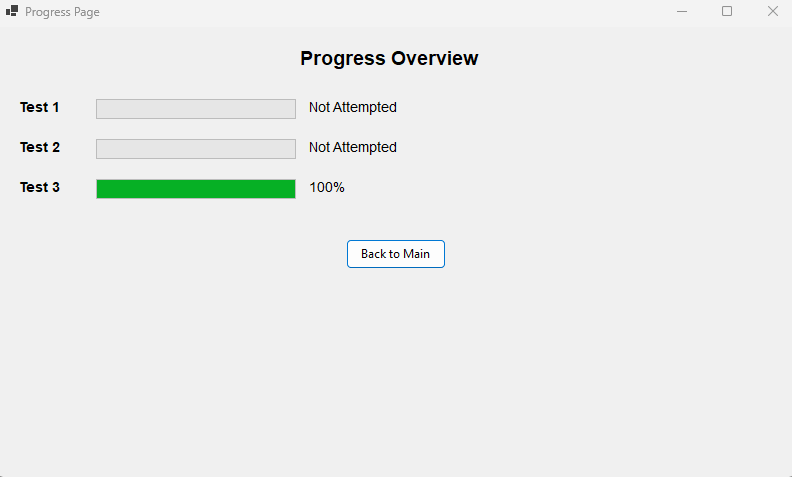 Progress Page
Progress Overview
Test 1 Not Attempted
Test 2 Not Attempted
Test 3 100%
Back to Main